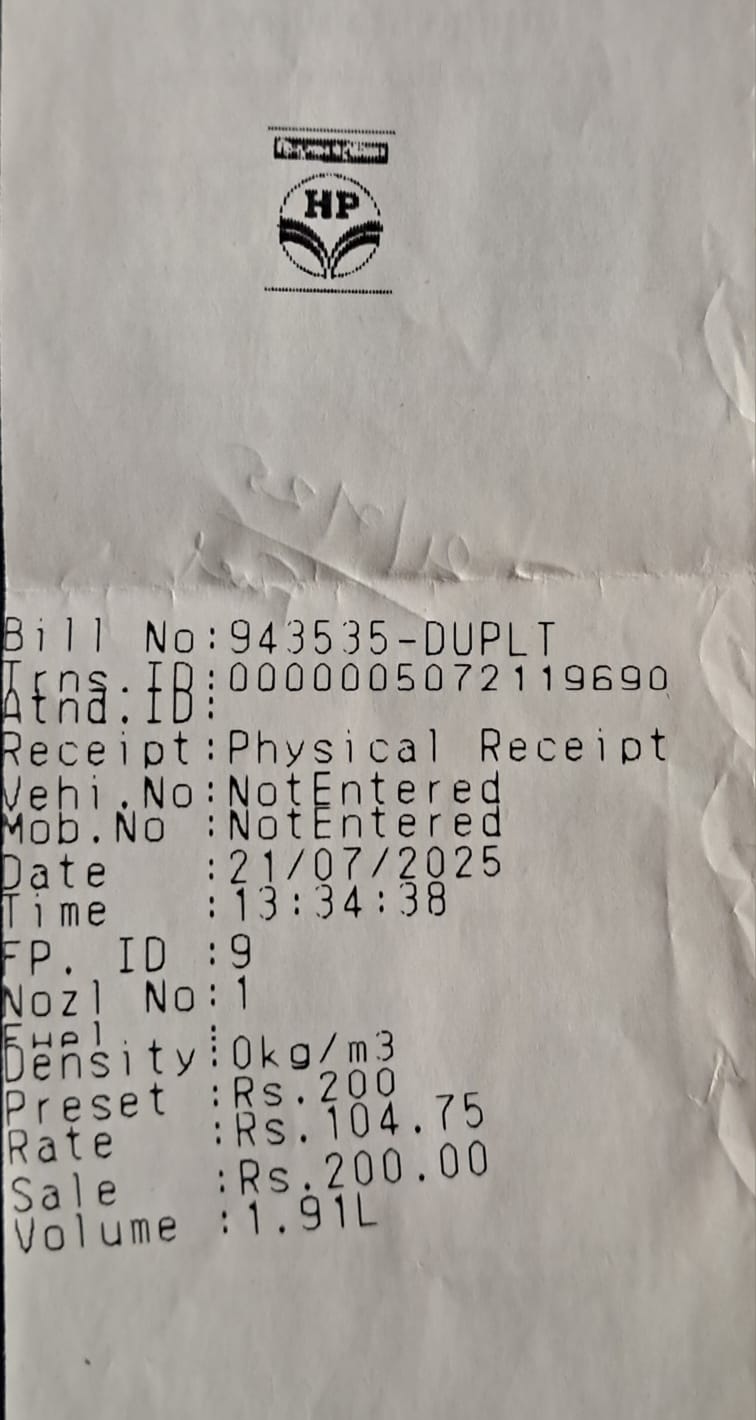 HP
Bill No:943535-DUPLT
Trns.ID:0000005072119690
Atnd.ID:
Receipt:Physical Receipt
Vehi.No:NotEntered
Mob.No :NotEntered
Date :21/07/2025
Time :13:34:38
FP. ID :9
Nozl No:1
Fuel :
Density:0kg/m3
Preset :Rs.200
Rate :Rs.104.75
Sale :Rs.200.00
Volume :1.91L